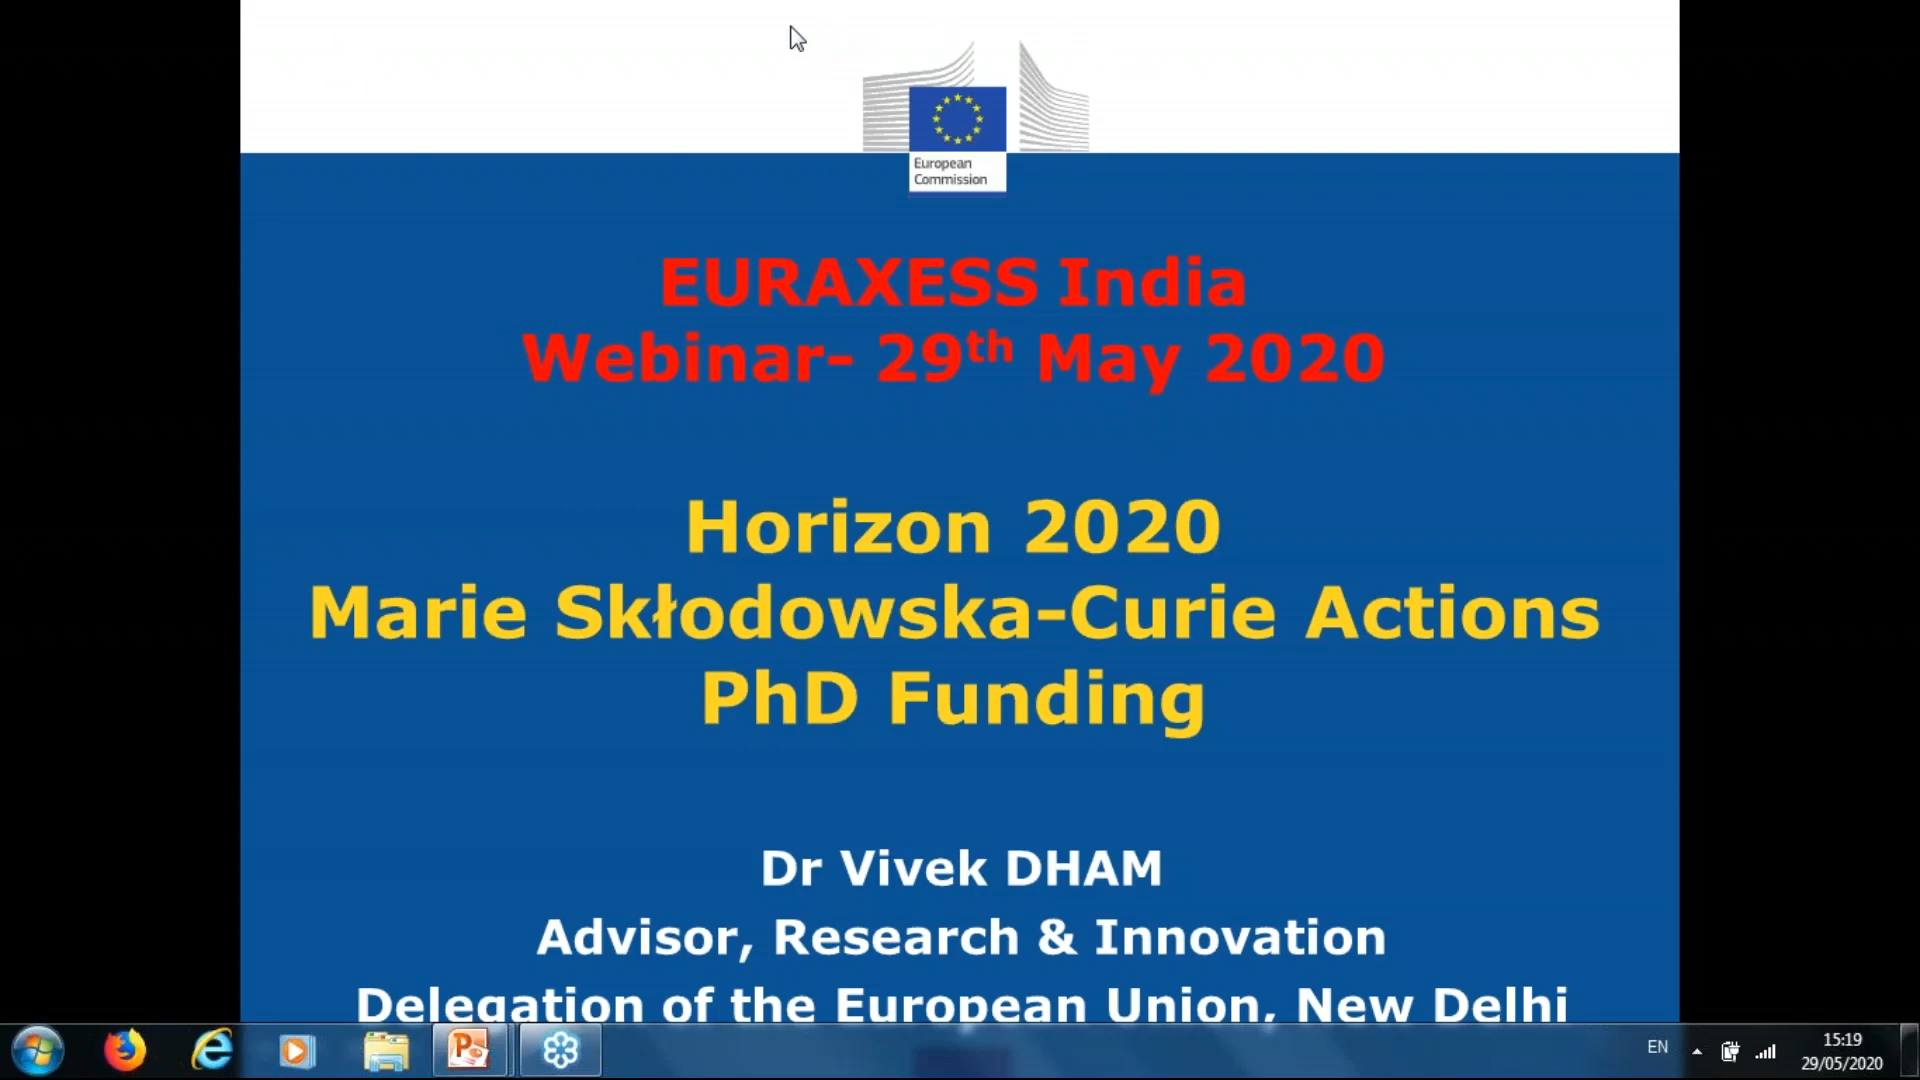 European
Commission
EURAXESS India
Webinar- 29th May 2020
Horizon 2020
Marie Skłodowska-Curie Actions
PhD Funding
Dr Vivek DHAM
Advisor, Research & Innovation
Delegation of the European Union, New Delhi
EN
15:19
29/05/2020